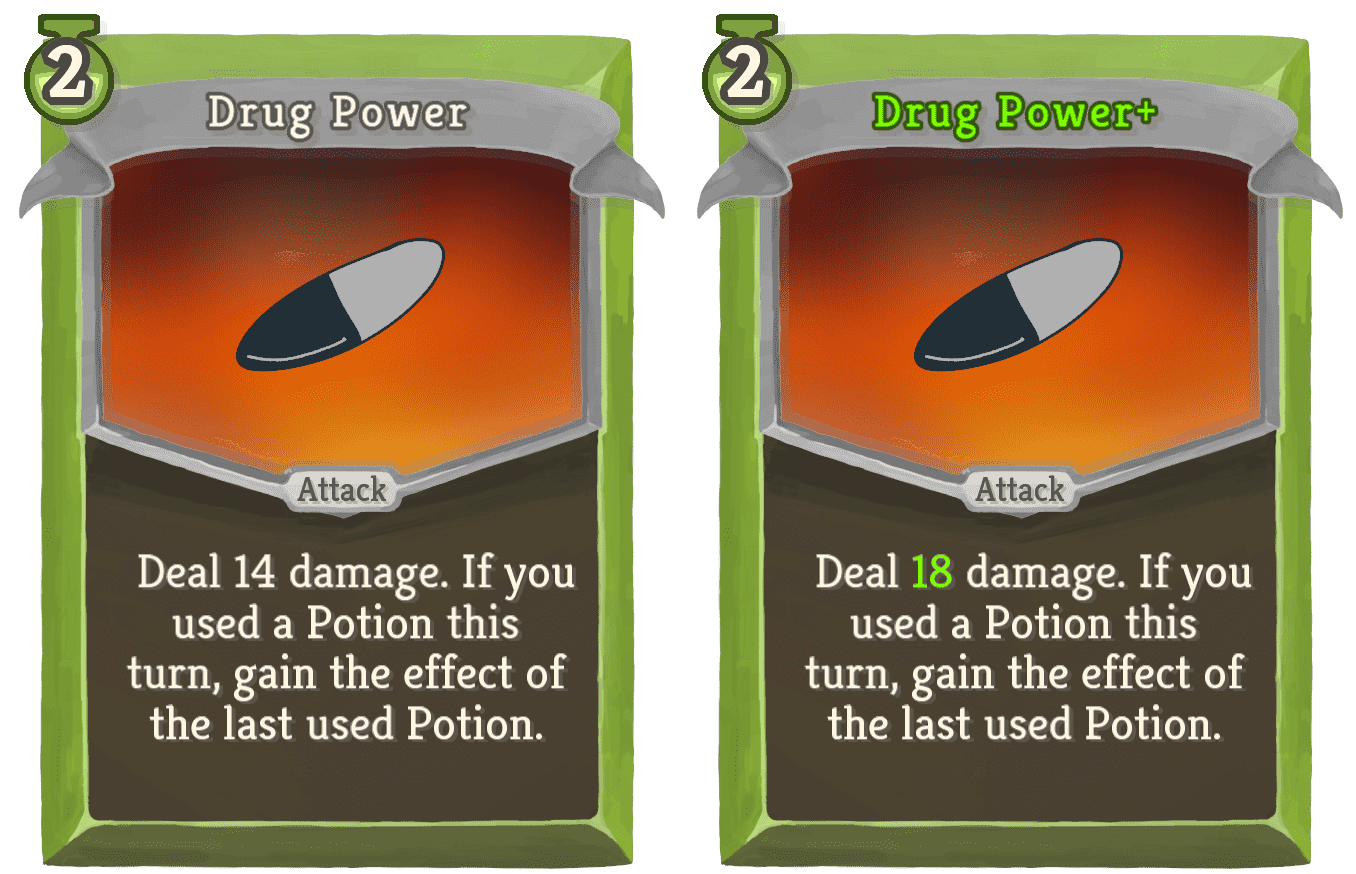 2
Drug Power
Attack
Deal 14 damage. If you
used a Potion this
turn, gain the effect of
the last used Potion.
2
Drug Power+
Attack
Deal 18 damage. If you
used a Potion this
turn, gain the effect of
the last used Potion.